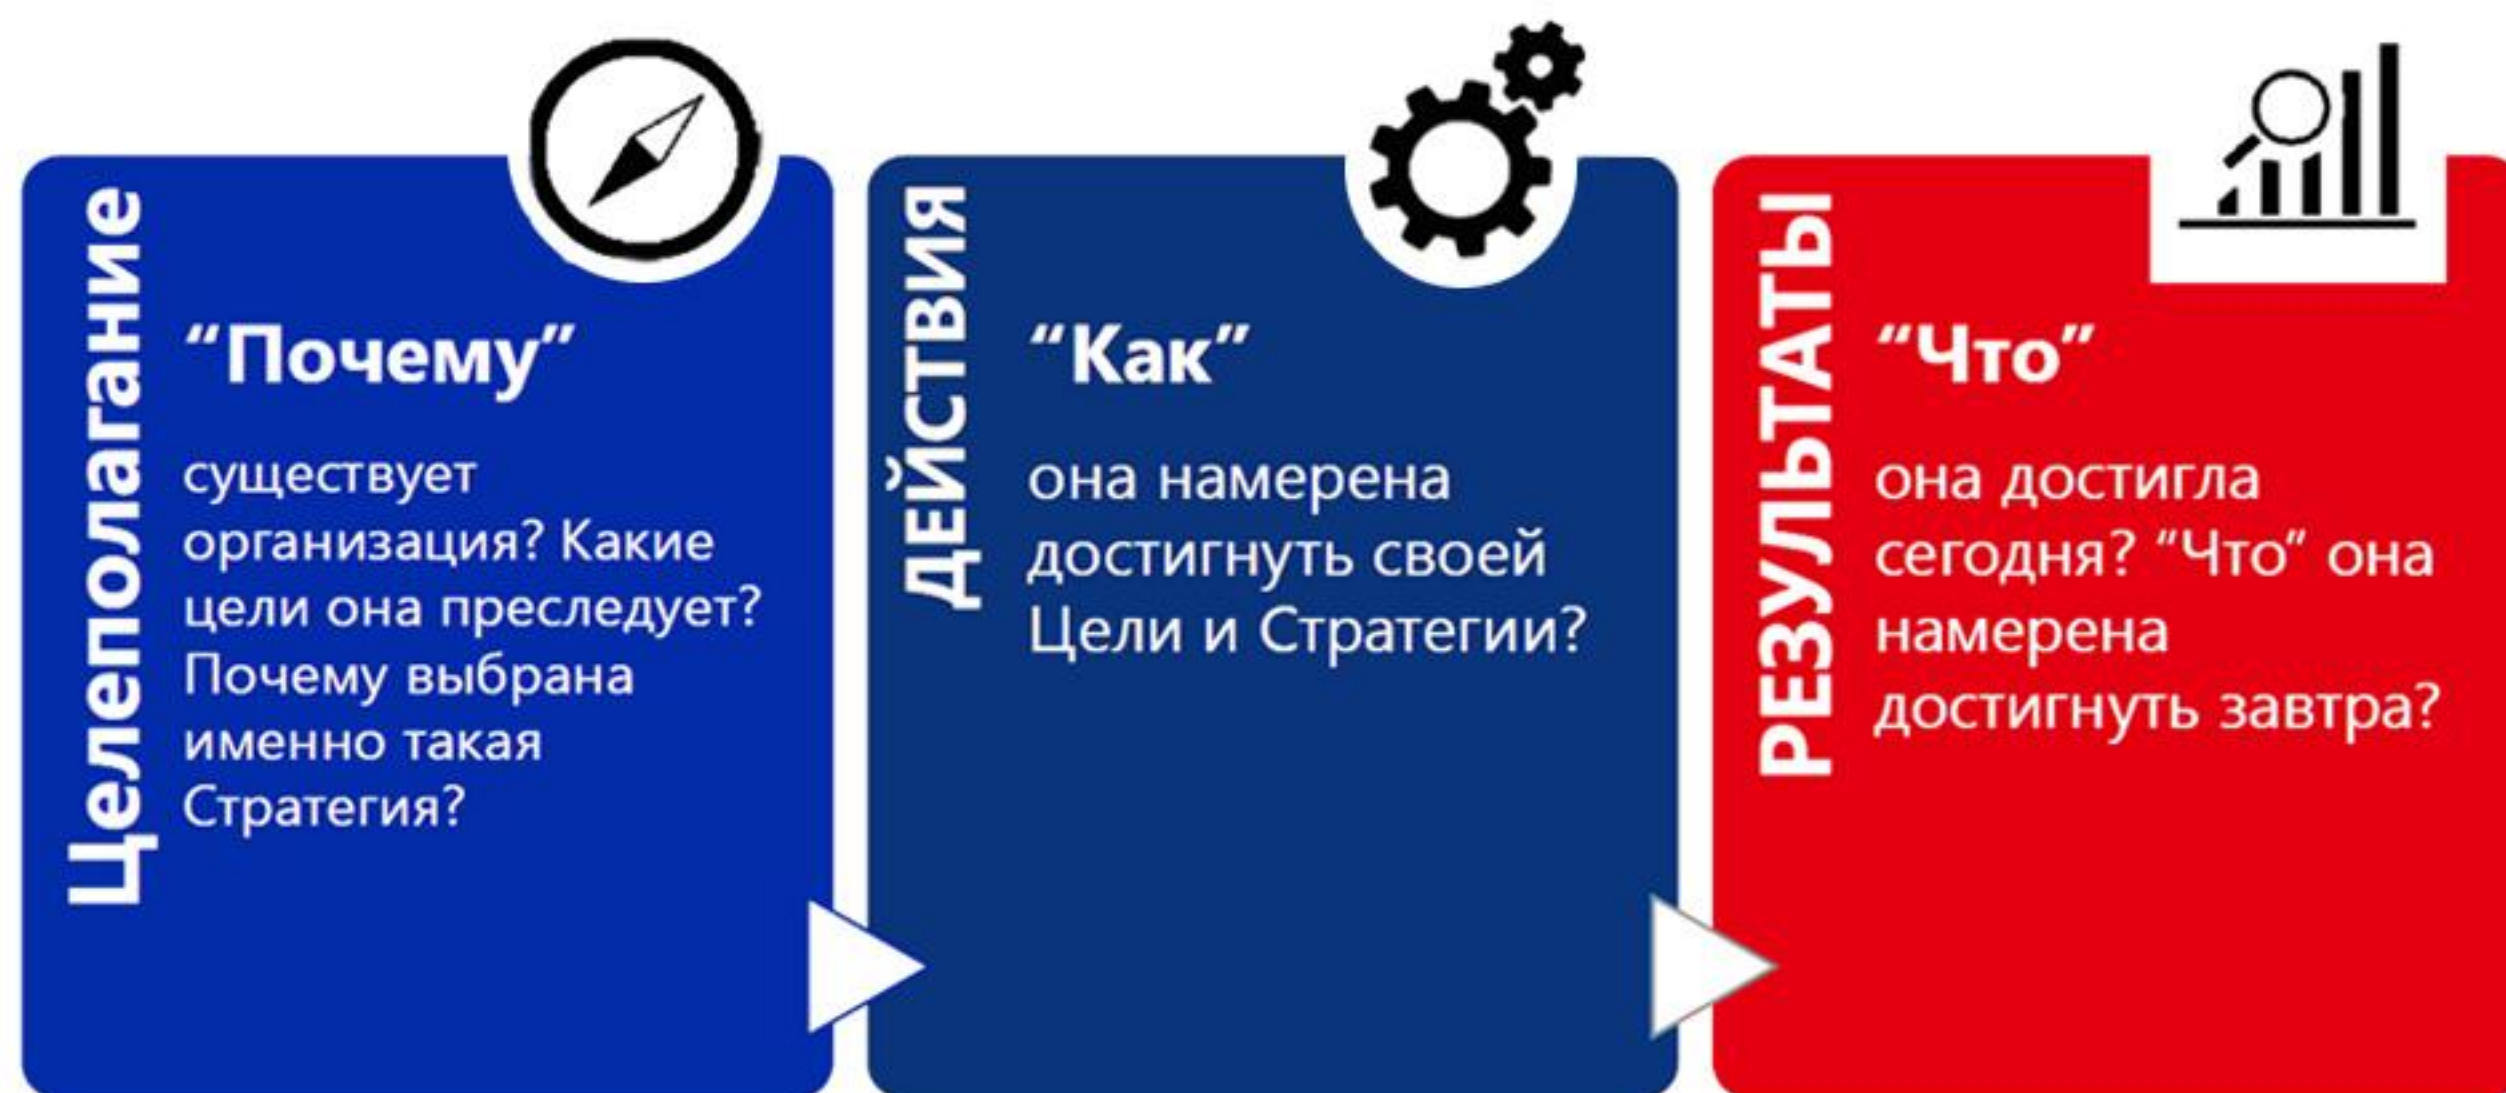 Целеполагание
“Почему”
существует
организация? Какие
цели она преследует?
Почему выбрана
именно такая
Стратегия?
ДЕЙСТВИЯ
“Как”
она намерена
достигнуть своей
Цели и Стратегии?
РЕЗУЛЬТАТЫ
“Что”
она достигла
сегодня? “Что” она
намерена
достигнуть завтра?